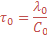 τ₀ = λ₀ / C₀